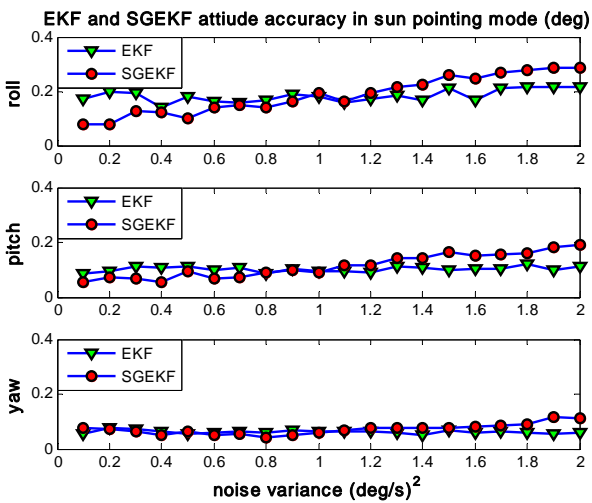 EKF and SGEKF attiude accuracy in sun pointing mode (deg)
0.4
0.2
0
roll
EKF
SGEKF
0 0.2 0.4 0.6 0.8 1 1.2 1.4 1.6 1.8 2
0.4
0.2
0
pitch
EKF
SGEKF
0 0.2 0.4 0.6 0.8 1 1.2 1.4 1.6 1.8 2
0.4
0.2
0
yaw
EKF
SGEKF
0 0.2 0.4 0.6 0.8 1 1.2 1.4 1.6 1.8 2
noise variance (deg/s)²